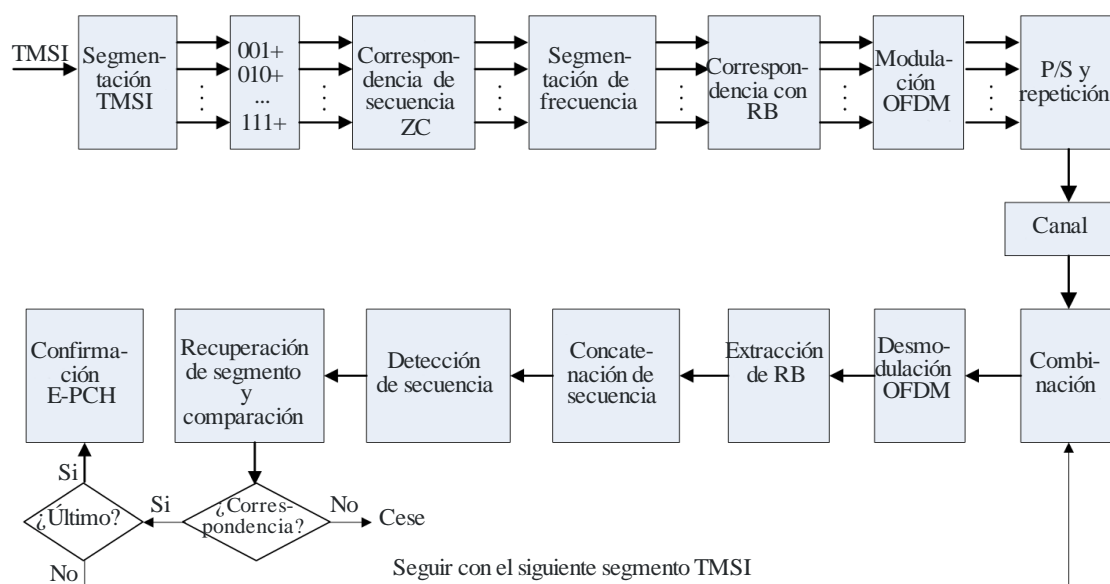 TMSI
Segmen-
tación
TMSI
001+
010+
...
111+
Correspon-
dencia de
secuencia
ZC
Segmen-
tación de
frecuencia
Correspon-
dencia con
RB
Modula-
ción
OFDM
P/S y
repetición
Canal
Combi-
nación
Desmo-
dulación
OFDM
Extracción
de RB
Concate-
nación de
secuencia
Detección
de secuencia
Recuperación
de segmento
y
comparación
Confirma-
ción
E-PCH
Si
¿Último?
Si
¿Corres-
pondencia?
No
Cese
No
Seguir con el siguiente segmento TMSI